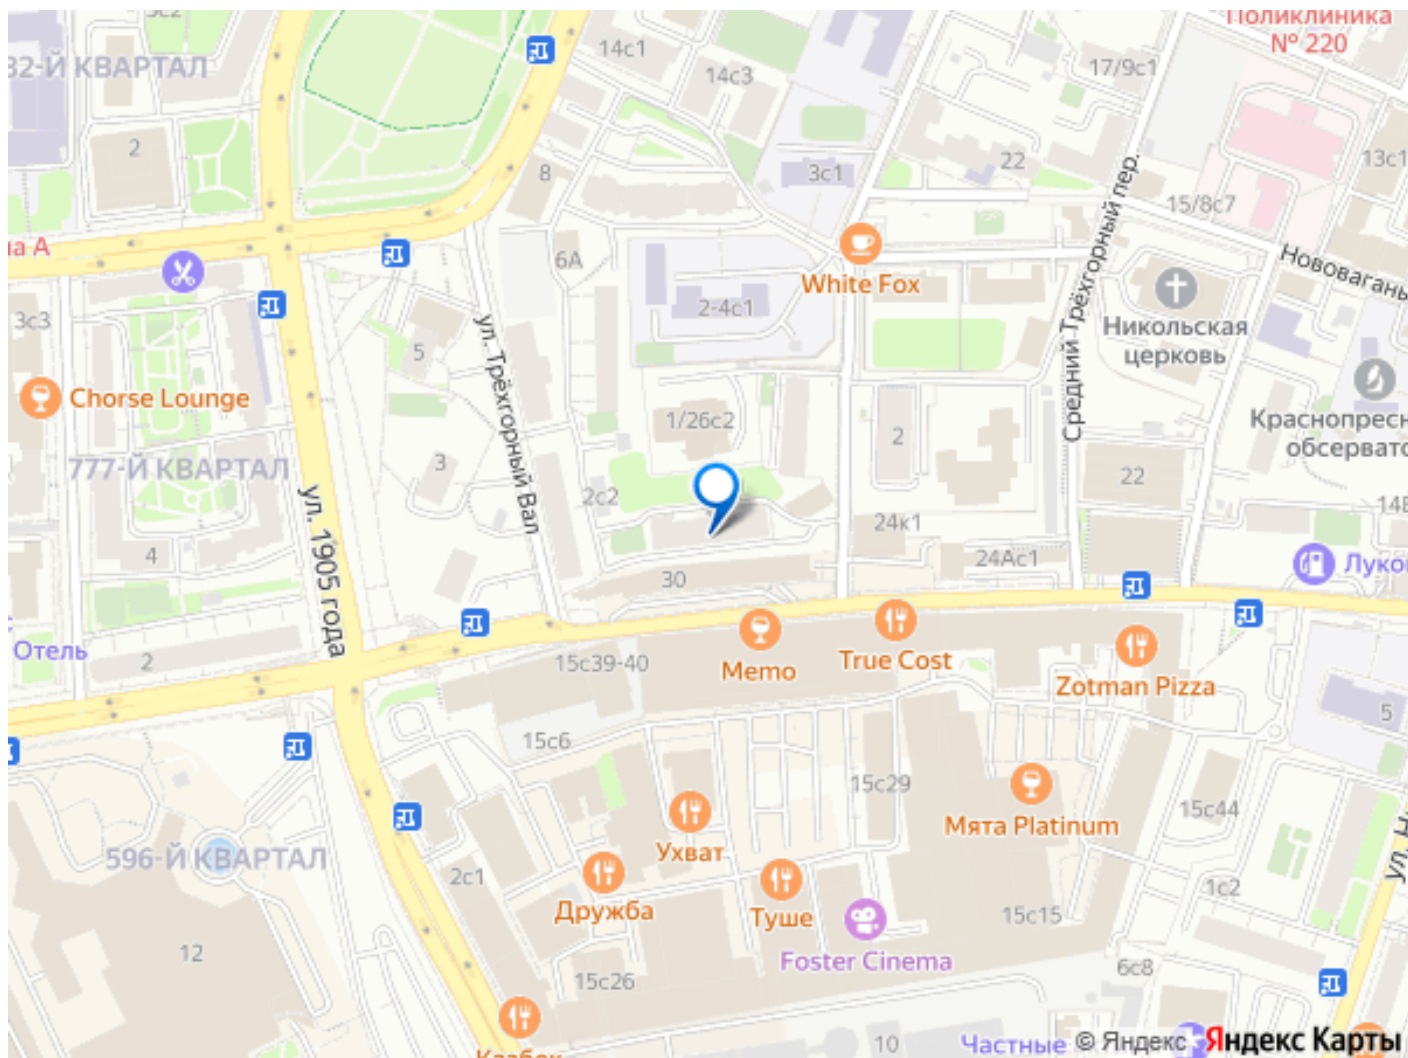 Поликлиника
№ 220
14с1
14с3
17/9с1
32-Й КВАРТАЛ
2
8
3с1
22
13с1
15/8с7
6А
White Fox
Нововаган
2-4с1
Никольская
церковь
3с3
5
ул. Трёхгорный Вал
Средний Трёхгорный пер.
Chorse Lounge
1/26с2
2
Краснопресн
обсервато
777-Й КВАРТАЛ
3
22
2с2
ул. 1905 года
24к1
14В
4
30
24Ас1
Луко
Отель
2
15с39-40
Memo
True Cost
Zotman Pizza
5
15с6
15с29
15с44
Мята Platinum
Ухват
596-Й КВАРТАЛ
2с1
Дружба
Туше
1с2
15с15
12
15с26
Foster Cinema
6с8
10
Частные
© Яндекс
Яндекс Карты